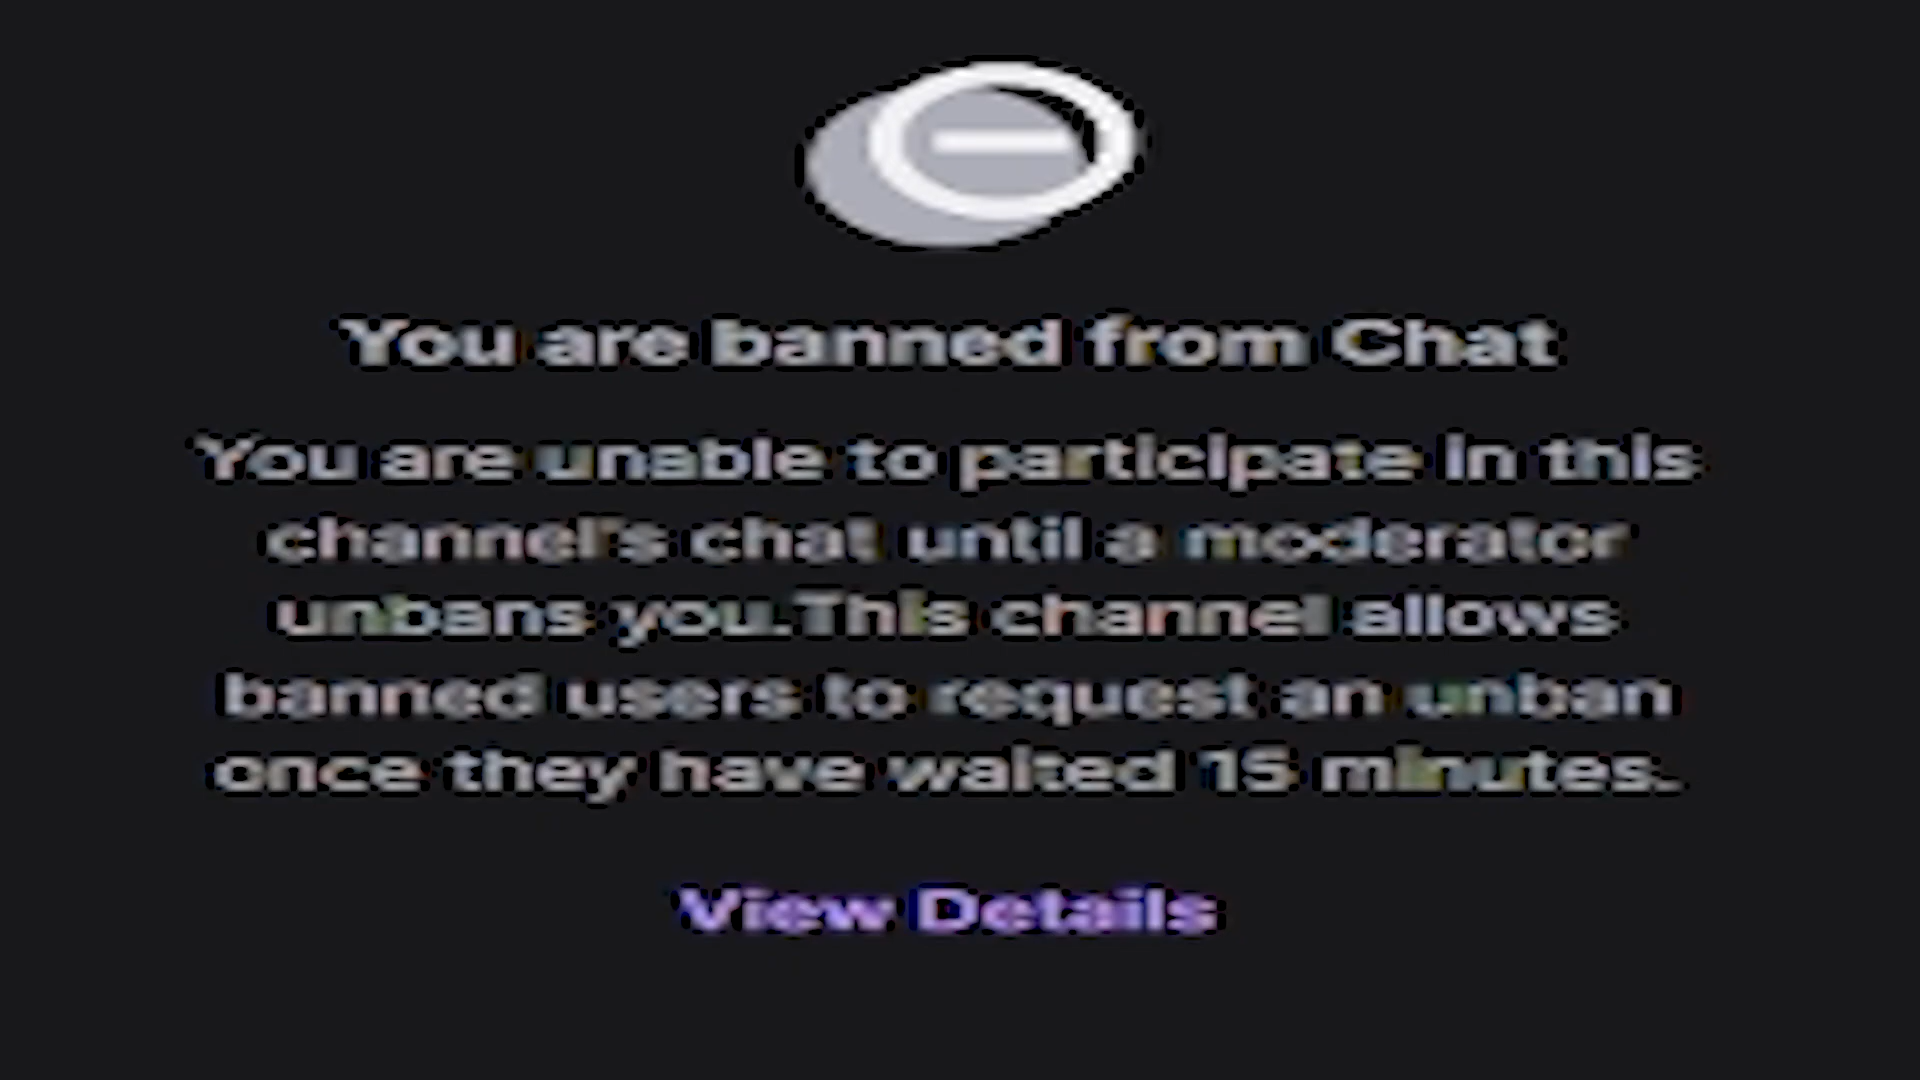 You are banned from Chat
You are unable to participate in this
channel's chat until a moderator
unbans you.This channel allows
banned users to request an unban
once they have waited 15 minutes.
View Details